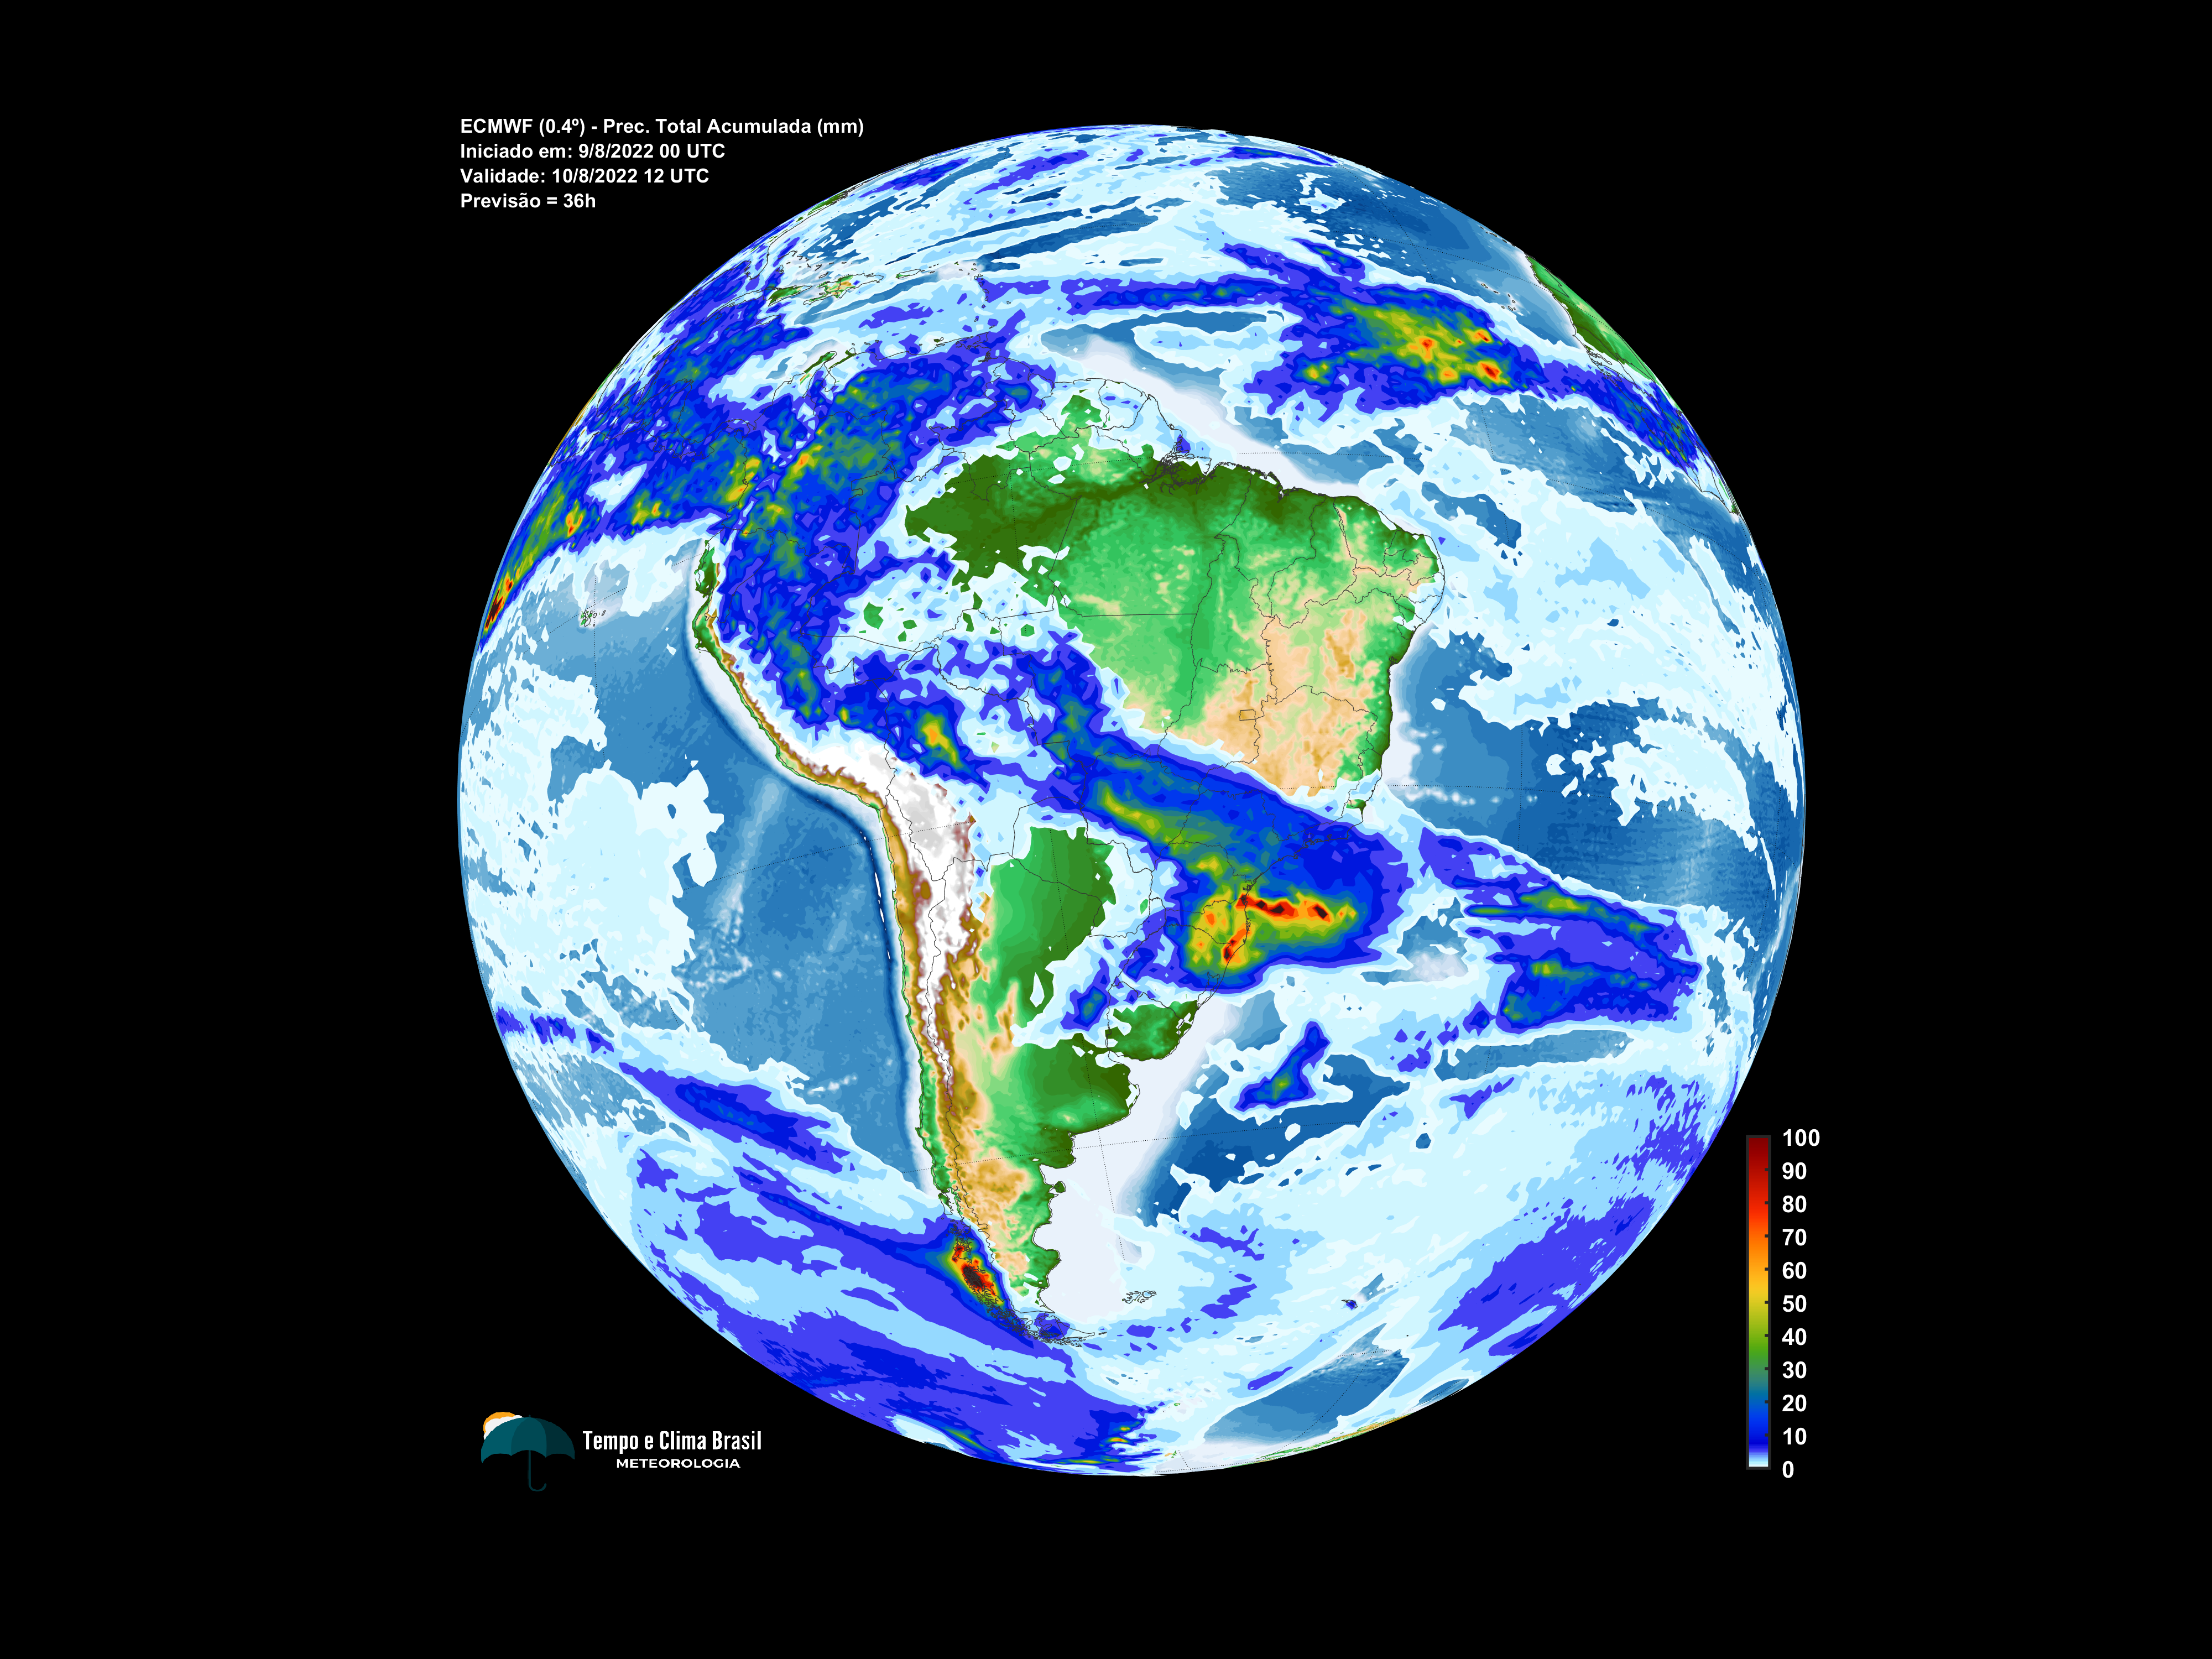 ECMWF (0.4º) - Prec. Total Acumulada (mm)
Iniciado em: 9/8/2022 00 UTC
Validade: 10/8/2022 12 UTC
Previsão = 36h
100
90
80
70
60
50
40
30
20
10
0
Tempo e Clima Brasil
METEOROLOGIA